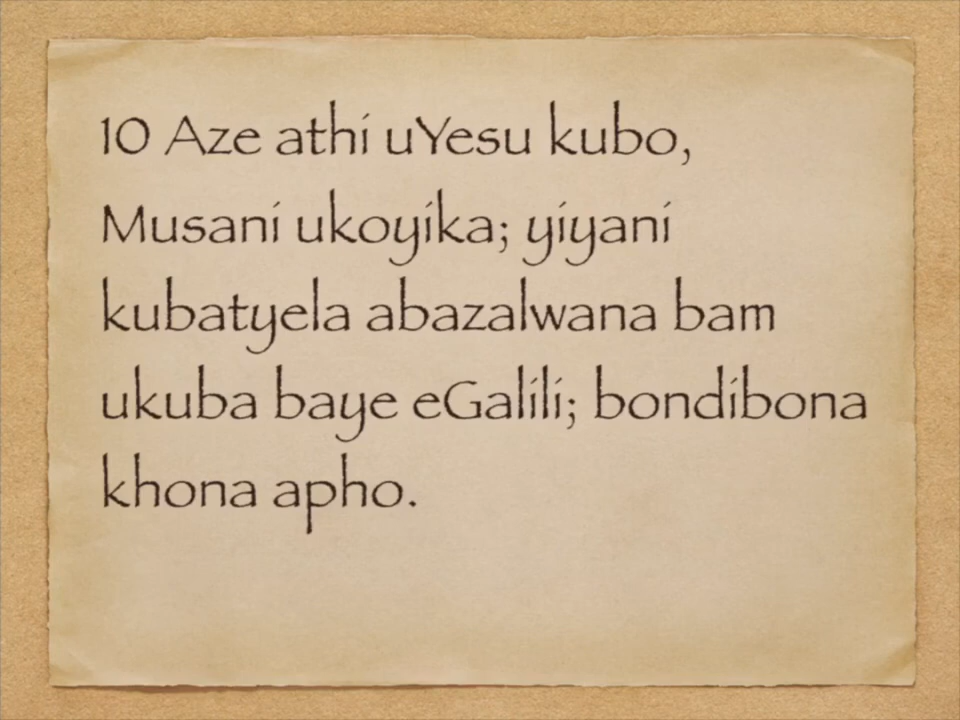 10 Aze athi uYesu kubo,
Musani ukoyika; yiyani
kubatyela abazalwana bam
ukuba baye eGalili; bondibona
khona apho.